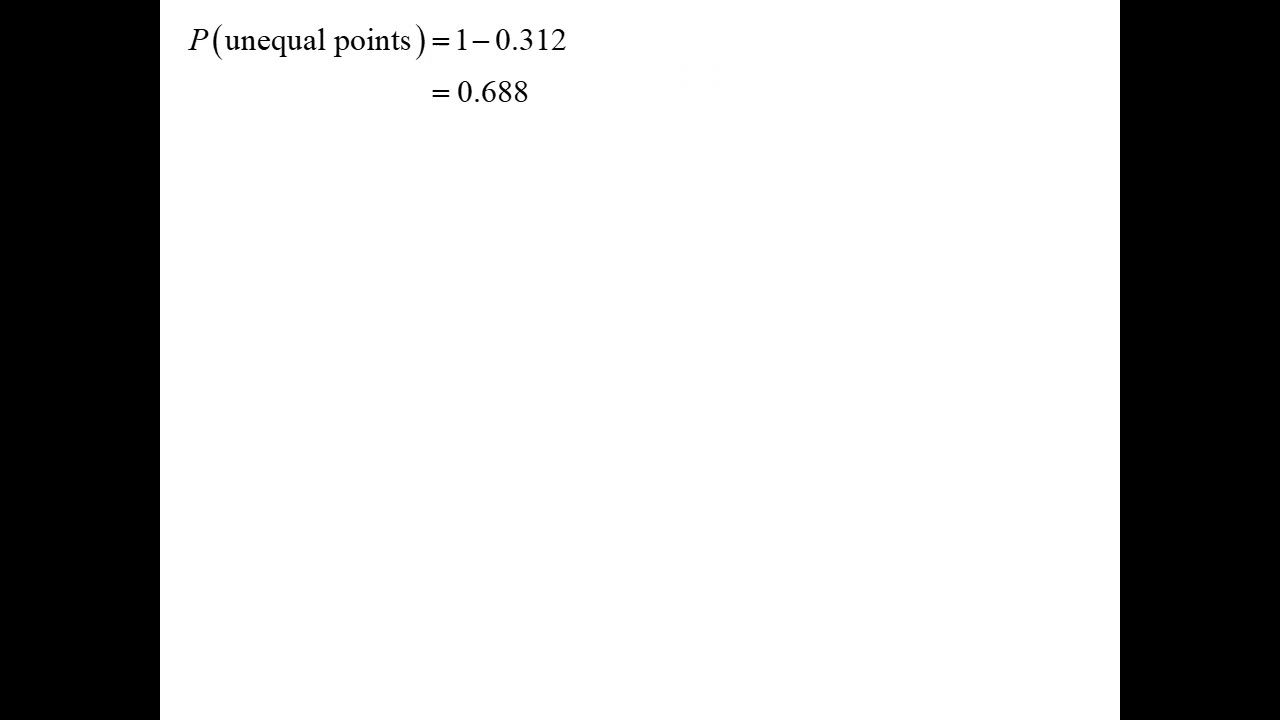 P(unequal points) = 1 − 0.312
= 0.688